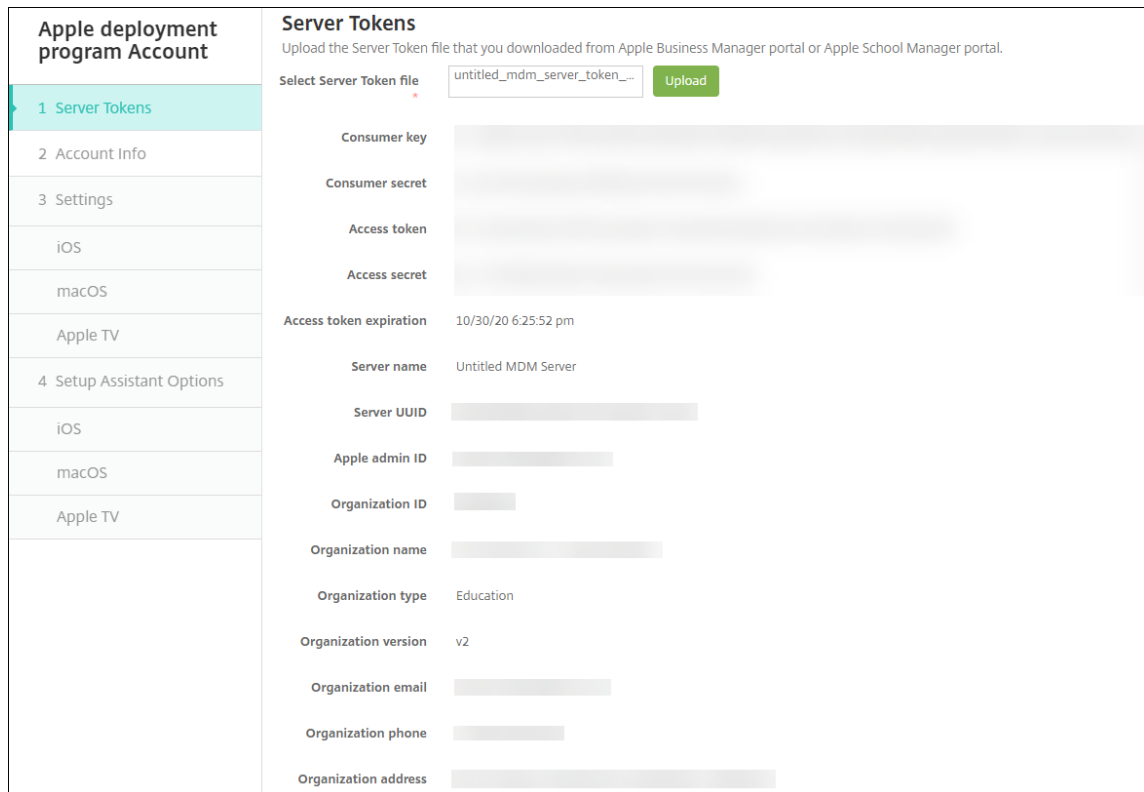 Apple deployment
program Account
1 Server Tokens
2 Account Info
3 Settings
iOS
macOS
Apple TV
4 Setup Assistant Options
iOS
macOS
Apple TV
Server Tokens
Upload the Server Token file that you downloaded from Apple Business Manager portal or Apple School Manager portal.
Select Server Token file * untitled_mdm_server_token_... Upload
Consumer key
Consumer secret
Access token
Access secret
Access token expiration 10/30/20 6:25:52 pm
Server name Untitled MDM Server
Server UUID
Apple admin ID
Organization ID
Organization name
Organization type Education
Organization version v2
Organization email
Organization phone
Organization address